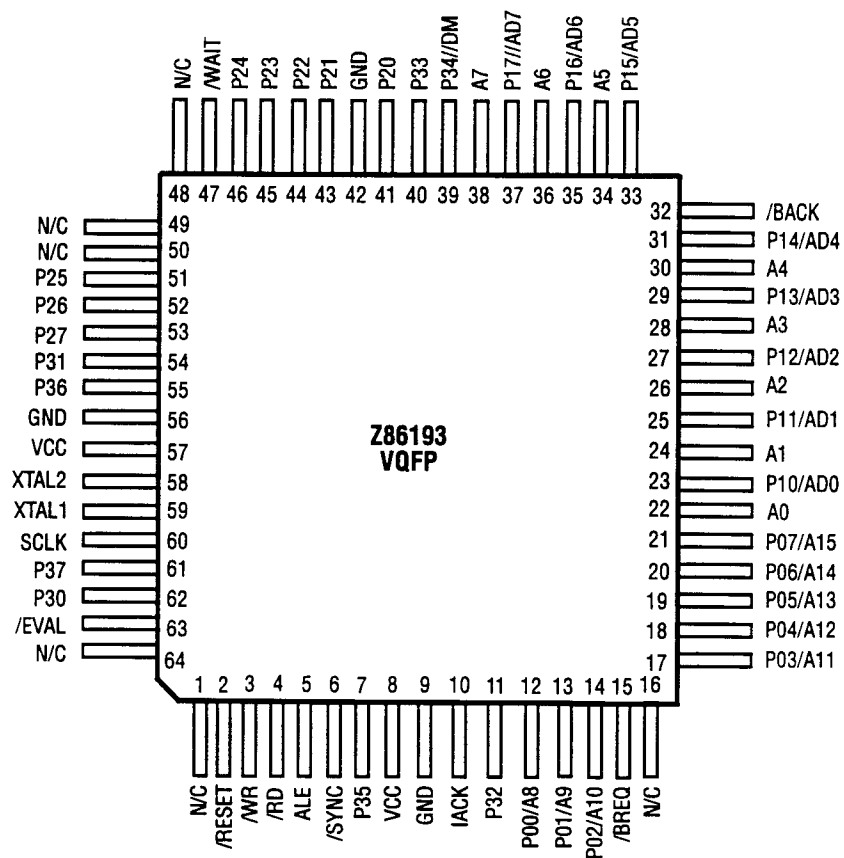 N/C /WAIT P24 P23 P22 P21 GND P20 P33 P34//DM A7 P17//AD7 A6 P16/AD6 A5 P15/AD5
48 47 46 45 44 43 42 41 40 39 38 37 36 35 34 33
N/C 49
N/C 50
P25 51
P26 52
P27 53
P31 54
P36 55
GND 56
VCC 57
XTAL2 58
XTAL1 59
SCLK 60
P37 61
P30 62
/EVAL 63
N/C 64
Z86193
VQFP
32 /BACK
31 P14/AD4
30 A4
29 P13/AD3
28 A3
27 P12/AD2
26 A2
25 P11/AD1
24 A1
23 P10/AD0
22 A0
21 P07/A15
20 P06/A14
19 P05/A13
18 P04/A12
17 P03/A11
1 2 3 4 5 6 7 8 9 10 11 12 13 14 15 16
N/C /RESET /WR /RD ALE /SYNC P35 VCC GND IACK P32 P00/A8 P01/A9 P02/A10 /BREQ N/C